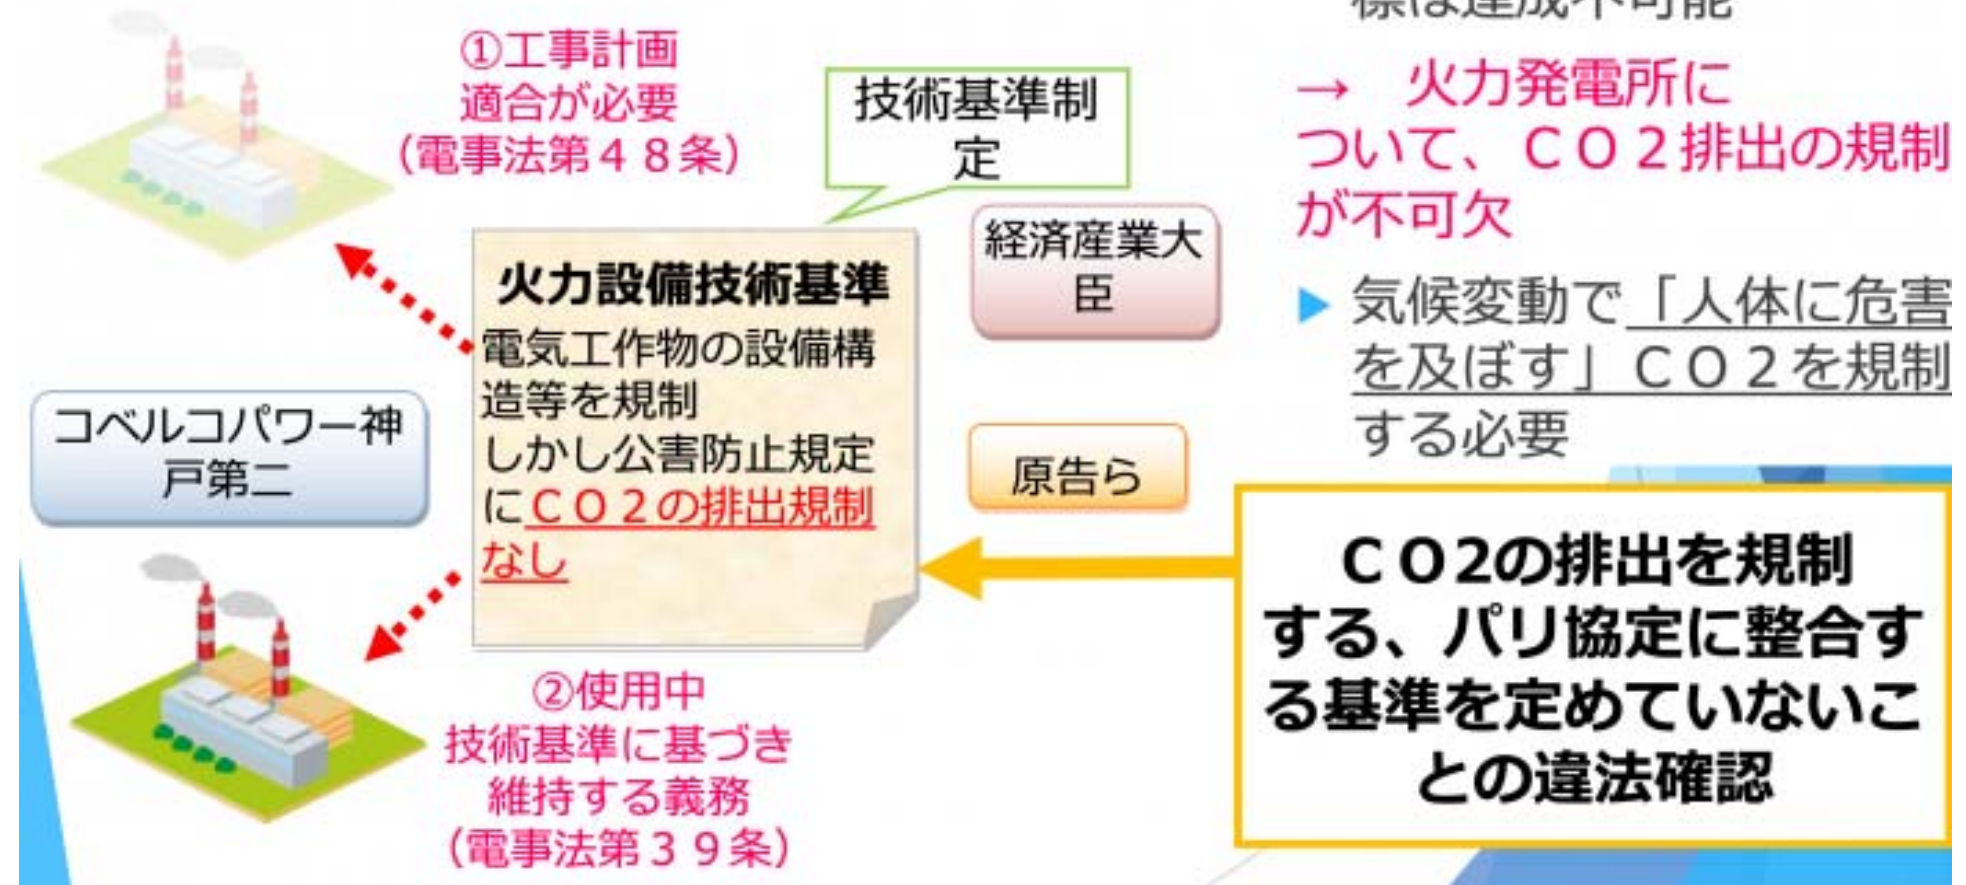 ①工事計画
適合が必要
（電事法第４８条）
技術基準制
定
経済産業大
臣
火力設備技術基準
電気工作物の設備構
造等を規制
しかし公害防止規定
にＣＯ２の排出規制
なし
コベルコパワー神
戸第二
原告ら
②使用中
技術基準に基づき
維持する義務
（電事法第３９条）
標は達成不可能
→　火力発電所に
ついて、ＣＯ２排出の規制
が不可欠
気候変動で「人体に危害
を及ぼす」ＣＯ２を規制
する必要
ＣＯ2の排出を規制
する、パリ協定に整合す
る基準を定めていないこ
との違法確認